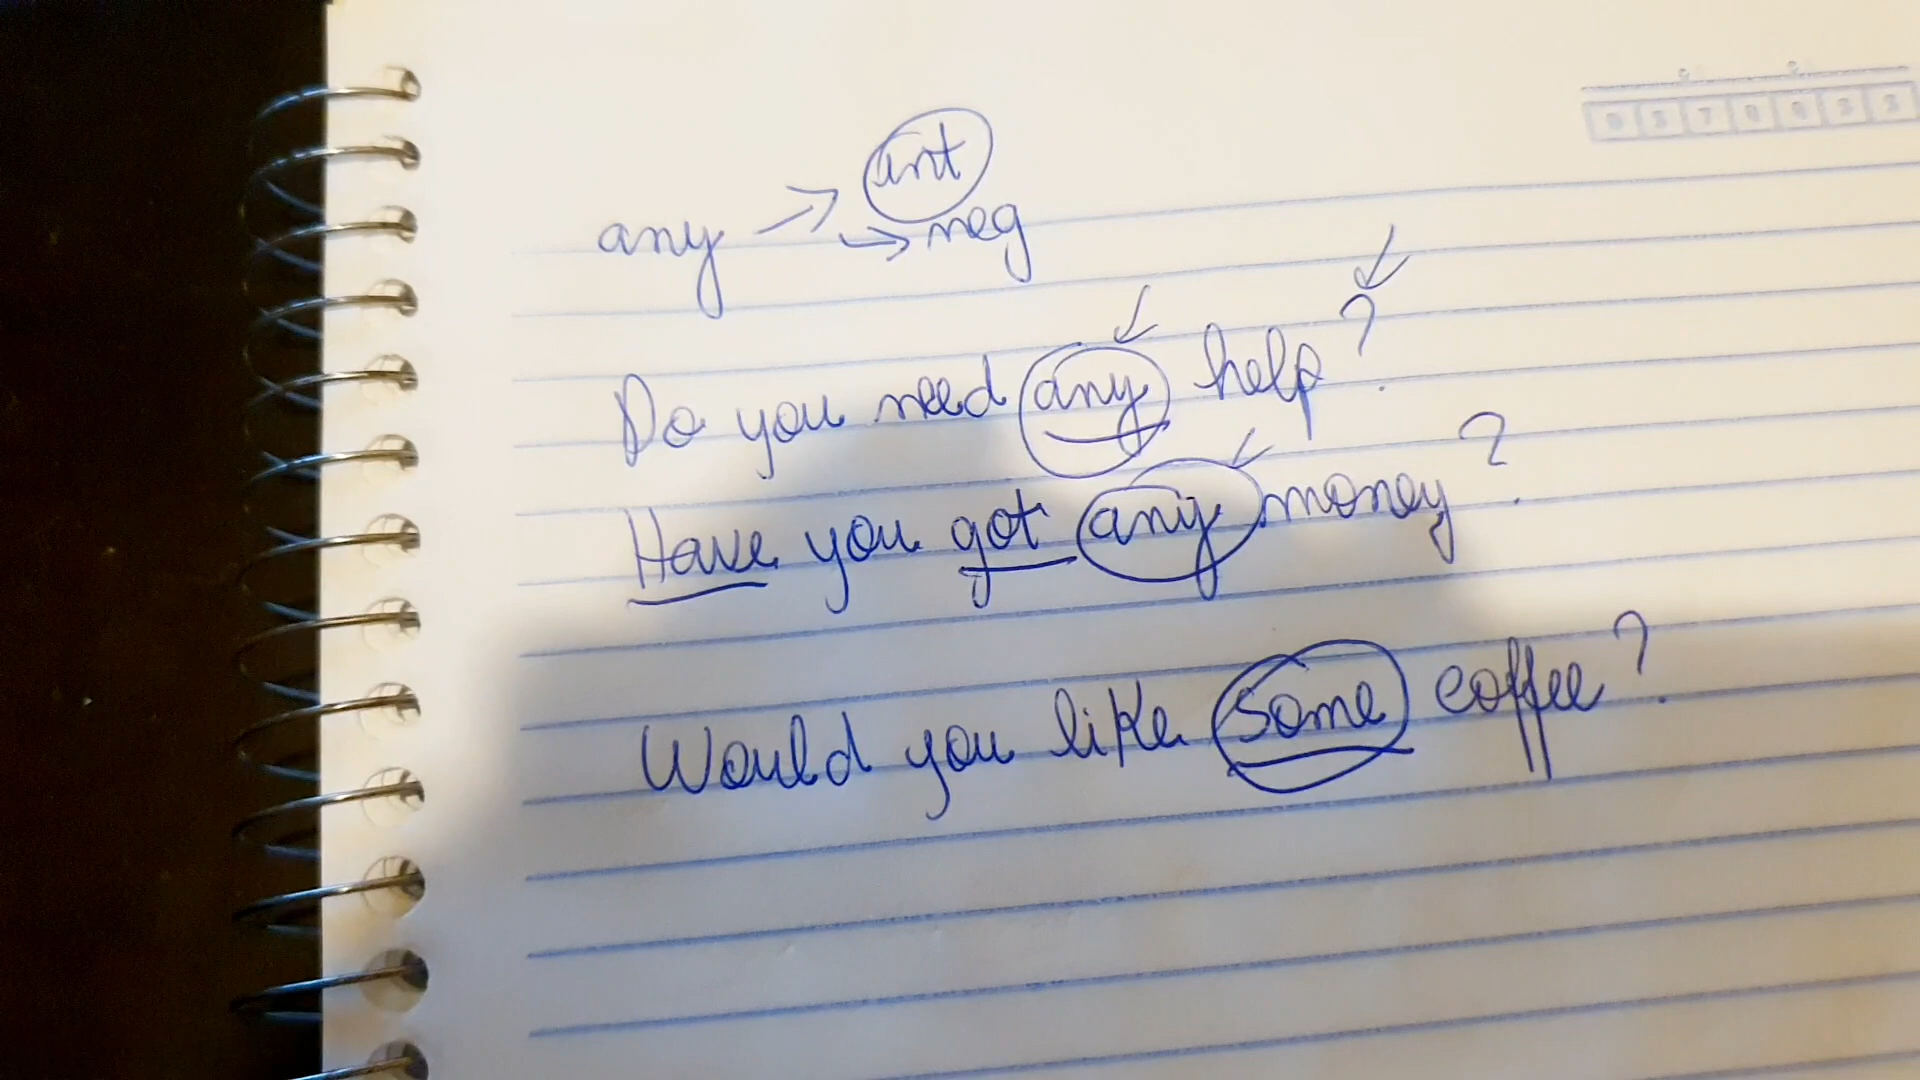 any → int
→ neg
Do you need any help?
Have you got any money?
Would you like some coffee?